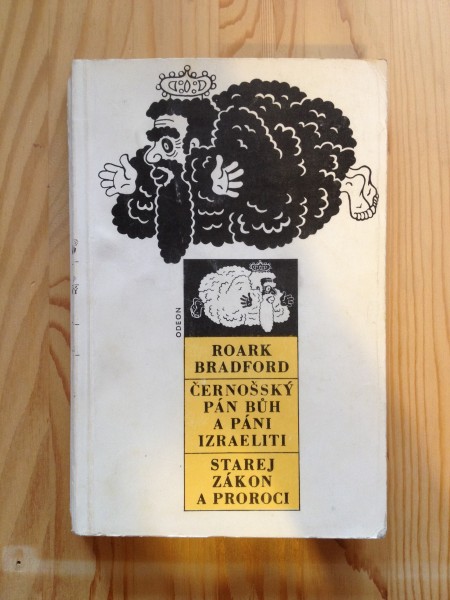 ODEON
ROARK
BRADFORD
ČERNOŠSKÝ
PÁN BŮH
A PÁNI
IZRAELITI
STAREJ
ZÁKON
A PROROCI